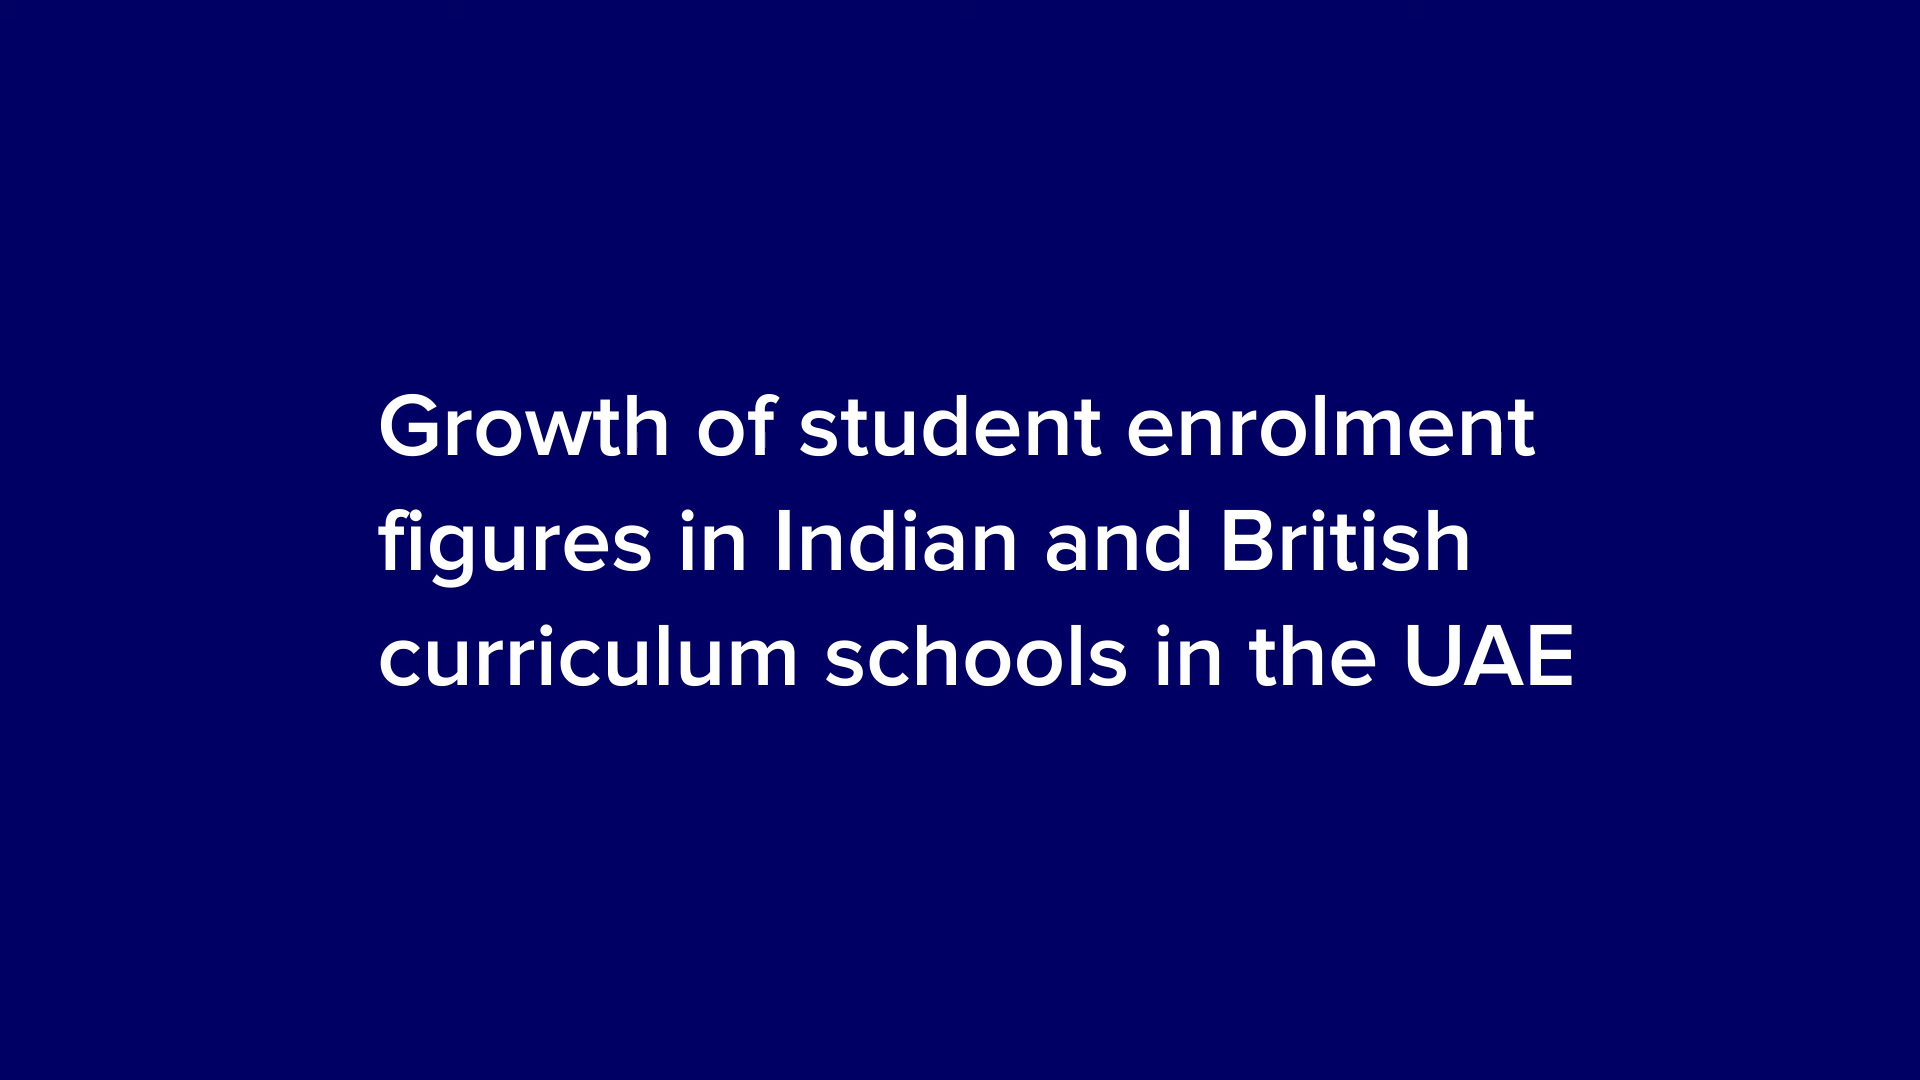 Growth of student enrolment
figures in Indian and British
curriculum schools in the UAE